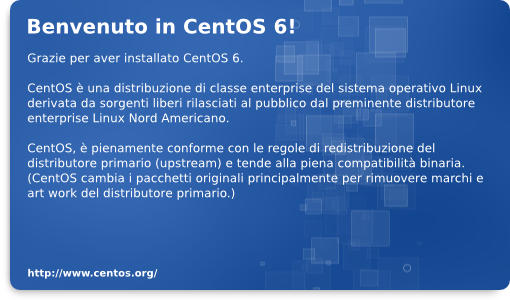 Benvenuto in CentOS 6!
Grazie per aver installato CentOS 6.
CentOS è una distribuzione di classe enterprise del sistema operativo Linux
derivata da sorgenti liberi rilasciati al pubblico dal preminente distributore
enterprise Linux Nord Americano.
CentOS, è pienamente conforme con le regole di redistribuzione del
distributore primario (upstream) e tende alla piena compatibilità binaria.
(CentOS cambia i pacchetti originali principalmente per rimuovere marchi e
art work del distributore primario.)
http://www.centos.org/